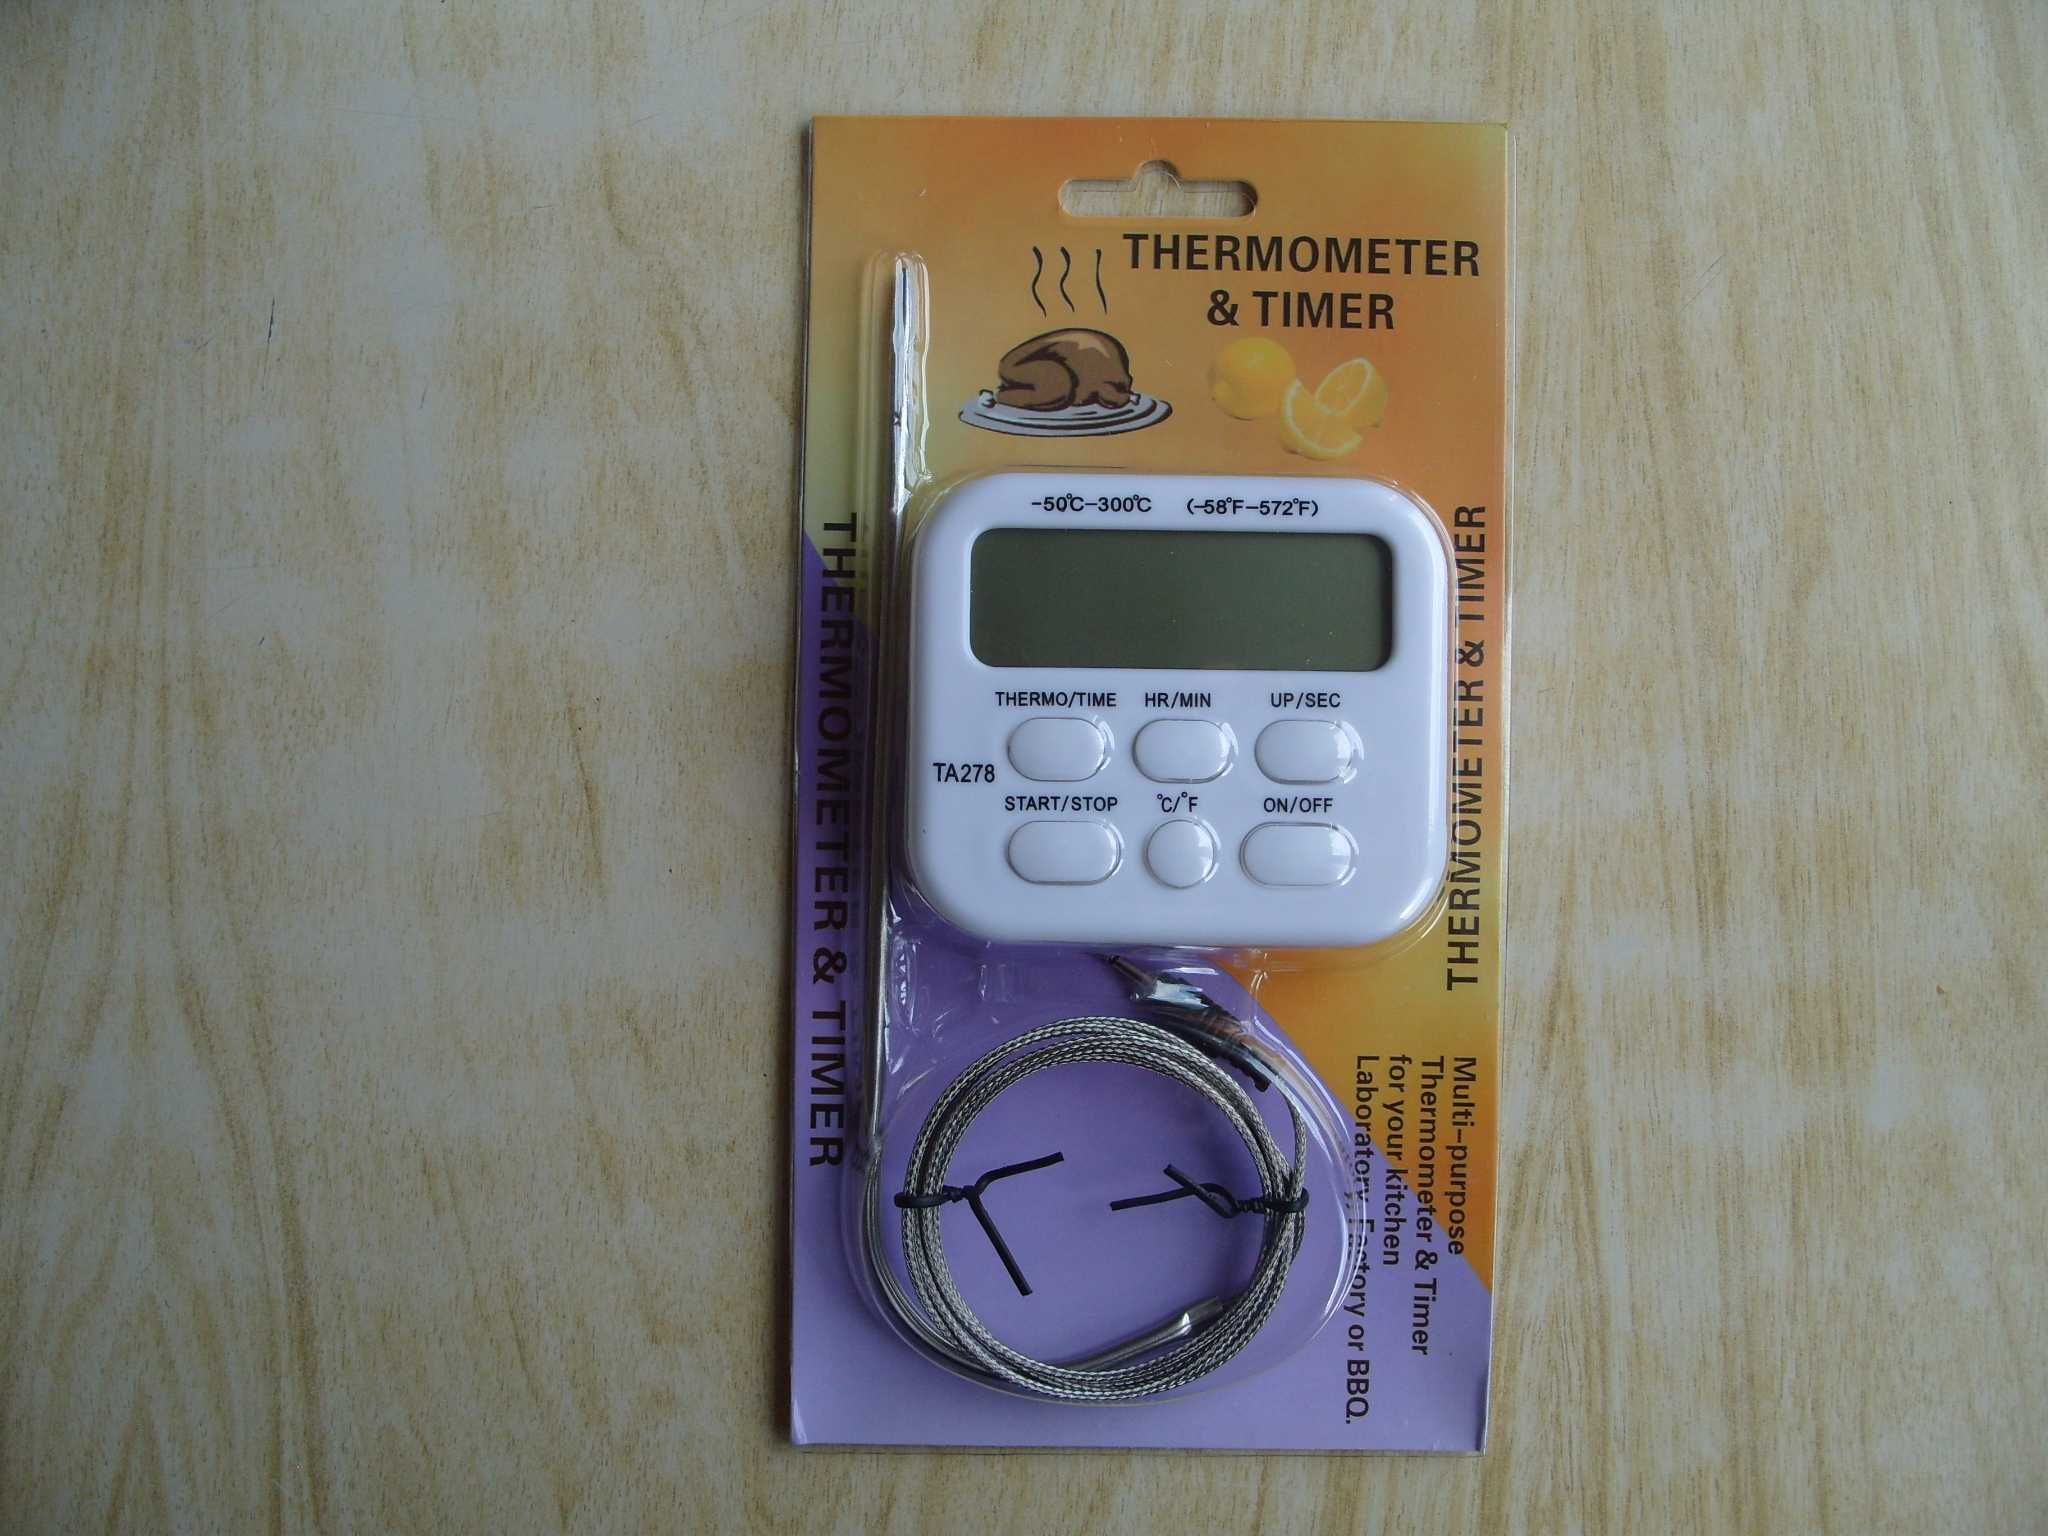 THERMOMETER
& TIMER
-50℃-300℃ (-58℉-572℉)
THERMO/TIME HR/MIN UP/SEC
TA278
START/STOP ℃/℉ ON/OFF
THERMOMETER & TIMER
THERMOMETER & TIMER
Multi-purpose
Thermometer & Timer
for your kitchen
Laboratory, Factory or BBQ.